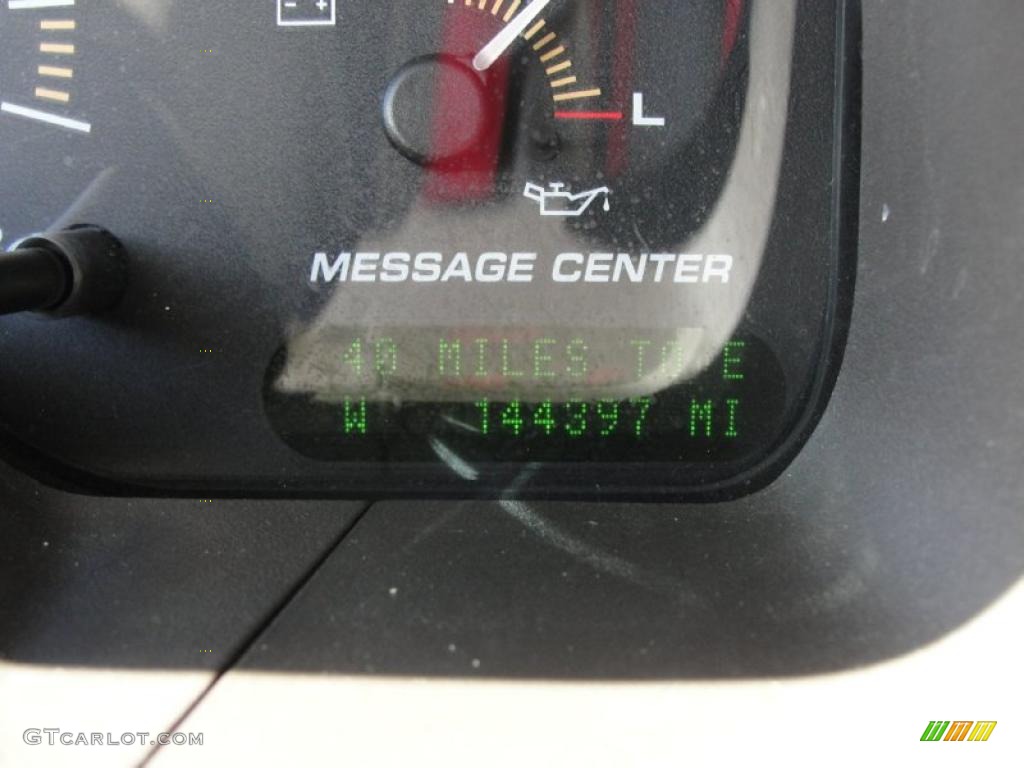 - +
L
MESSAGE CENTER
40 MILES TO E
W 144397 MI
GTCARLOT.COM